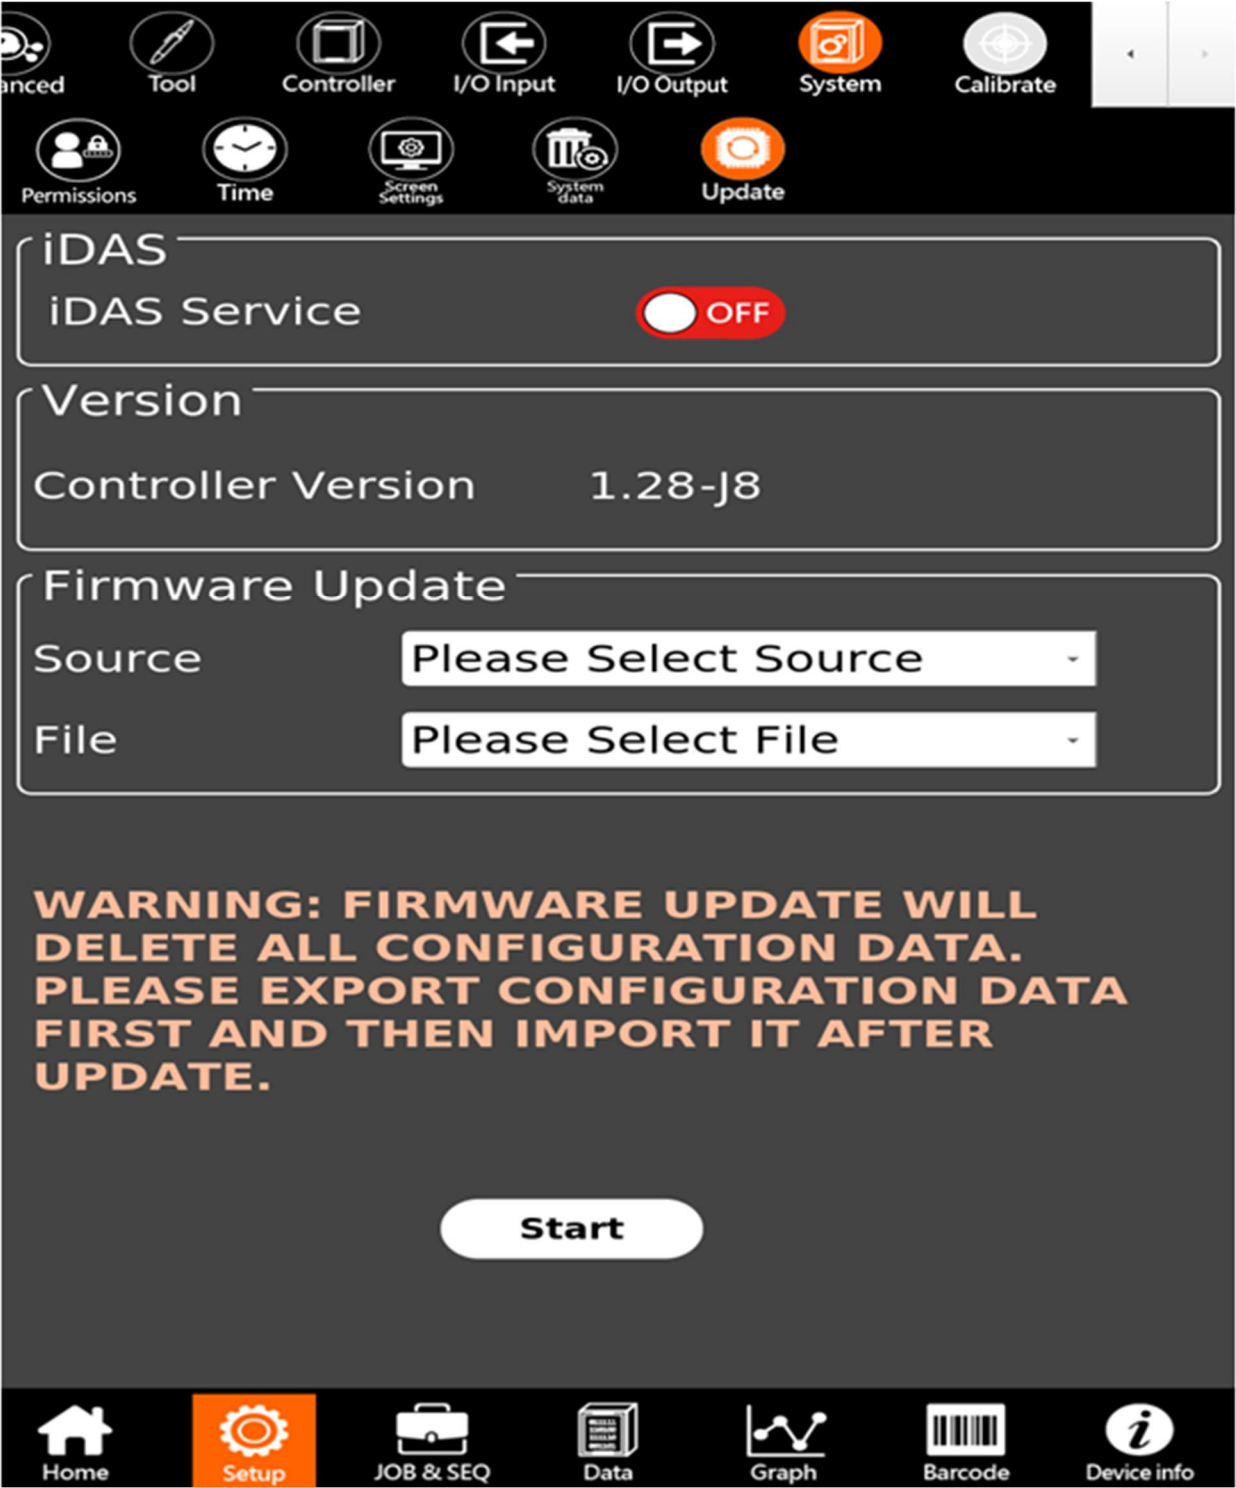 anced Tool Controller I/O Input I/O Output System Calibrate
Permissions Time Screen Settings System data Update
iDAS
iDAS Service OFF
Version
Controller Version 1.28-J8
Firmware Update
Source Please Select Source
File Please Select File
WARNING: FIRMWARE UPDATE WILL
DELETE ALL CONFIGURATION DATA.
PLEASE EXPORT CONFIGURATION DATA
FIRST AND THEN IMPORT IT AFTER
UPDATE.
Start
Home Setup JOB & SEQ Data Graph Barcode Device info